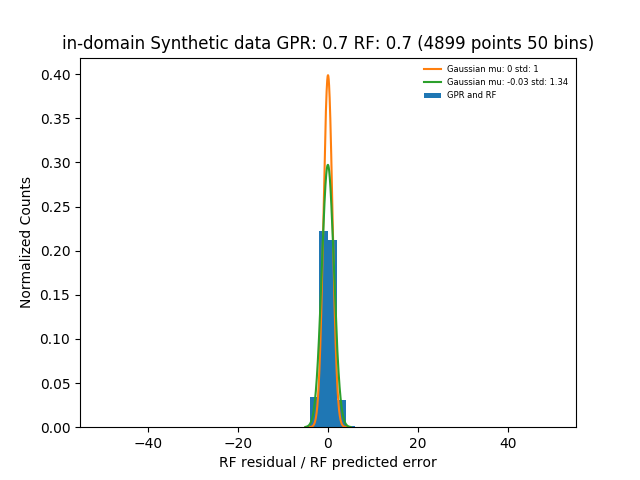 in-domain Synthetic data GPR: 0.7 RF: 0.7 (4899 points 50 bins)
Gaussian mu: 0 std: 1
Gaussian mu: -0.03 std: 1.34
GPR and RF
Normalized Counts
0.40
0.35
0.30
0.25
0.20
0.15
0.10
0.05
0.00
−40 −20 0 20 40
RF residual / RF predicted error